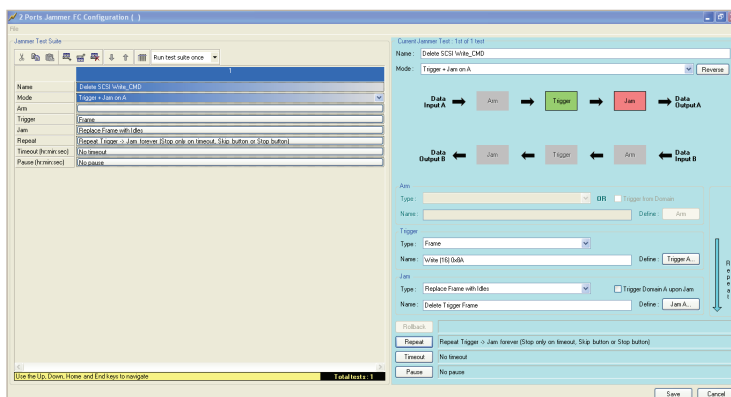 2 Ports Jammer FC Configuration ( )
File
Jammer Test Suite
Run test suite once
1
Name Delete SCSI Write_CMD
Mode Trigger + Jam on A
Arm
Trigger Frame
Jam Replace Frame with Idles
Repeat Repeat Trigger -> Jam forever (Stop only on timeout, Skip button or Stop button)
Timeout (hr:min:sec) No timeout
Pause (hr:min:sec) No pause
Use the Up, Down, Home and End keys to navigate
Total tests : 1
Current Jammer Test : 1st of 1 test
Name : Delete SCSI Write_CMD
Mode : Trigger + Jam on A Reverse
Data Input A Arm Trigger Jam Data Output A
Data Output B Jam Trigger Arm Data Input B
Arm
Type : OR Trigger from Domain
Name : Define : Arm
Trigger
Type : Frame
Name : Write (16) 0x8A Define : Trigger A...
Jam
Type : Replace Frame with Idles Trigger Domain A upon Jam
Name : Delete Trigger Frame Define : Jam A...
Repeat
Rollback
Repeat Repeat Trigger -> Jam forever (Stop only on timeout, Skip button or Stop button)
Timeout No timeout
Pause No pause
Save Cancel